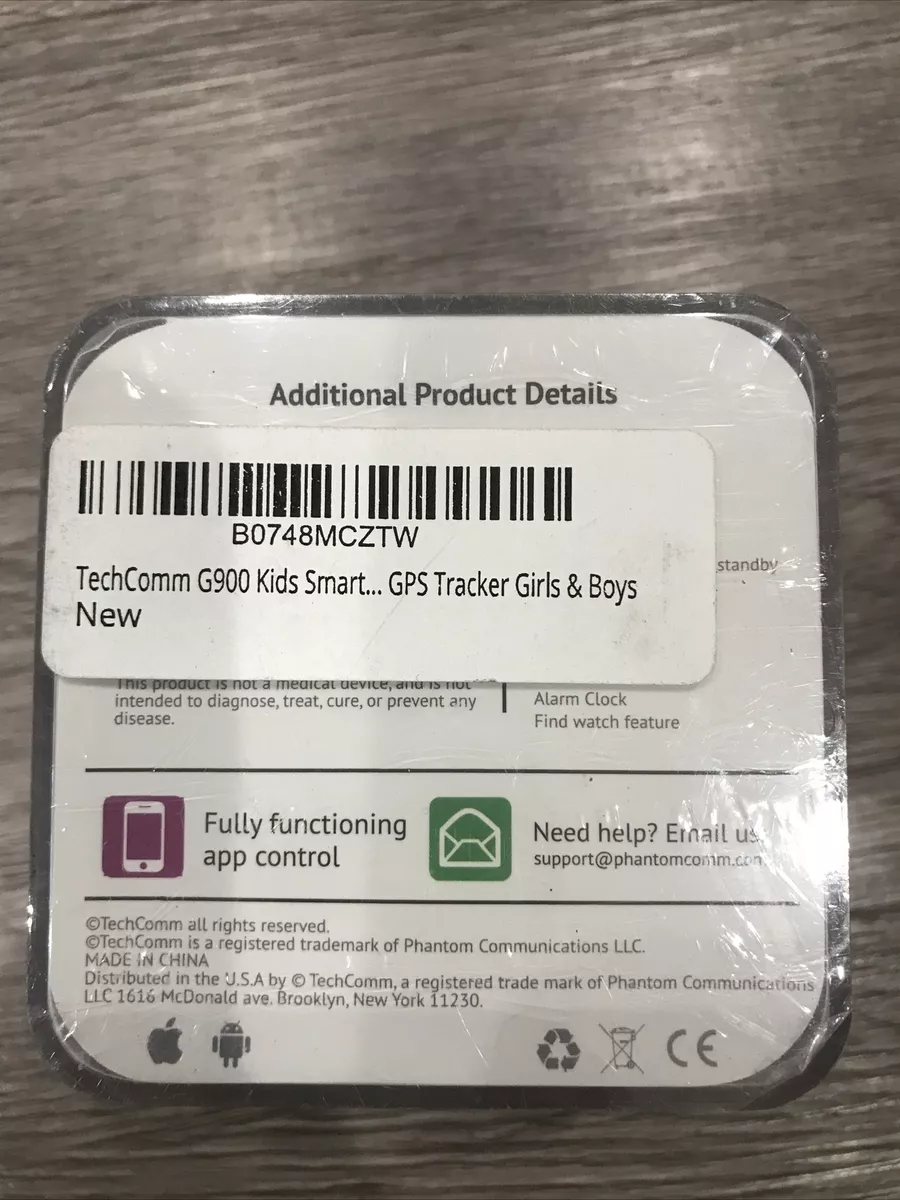 Additional Product Details
B0748MCZTW
TechComm G900 Kids Smart... GPS Tracker Girls & Boys
New
standby
This product is not a medical device, and is not
intended to diagnose, treat, cure, or prevent any
disease.
Alarm Clock
Find watch feature
Fully functioning
app control
Need help? Email us
support@phantomcomm.com
©TechComm all rights reserved.
©TechComm is a registered trademark of Phantom Communications LLC.
MADE IN CHINA
Distributed in the U.S.A by © TechComm, a registered trade mark of Phantom Communications
LLC 1616 McDonald ave. Brooklyn, New York 11230.
CE